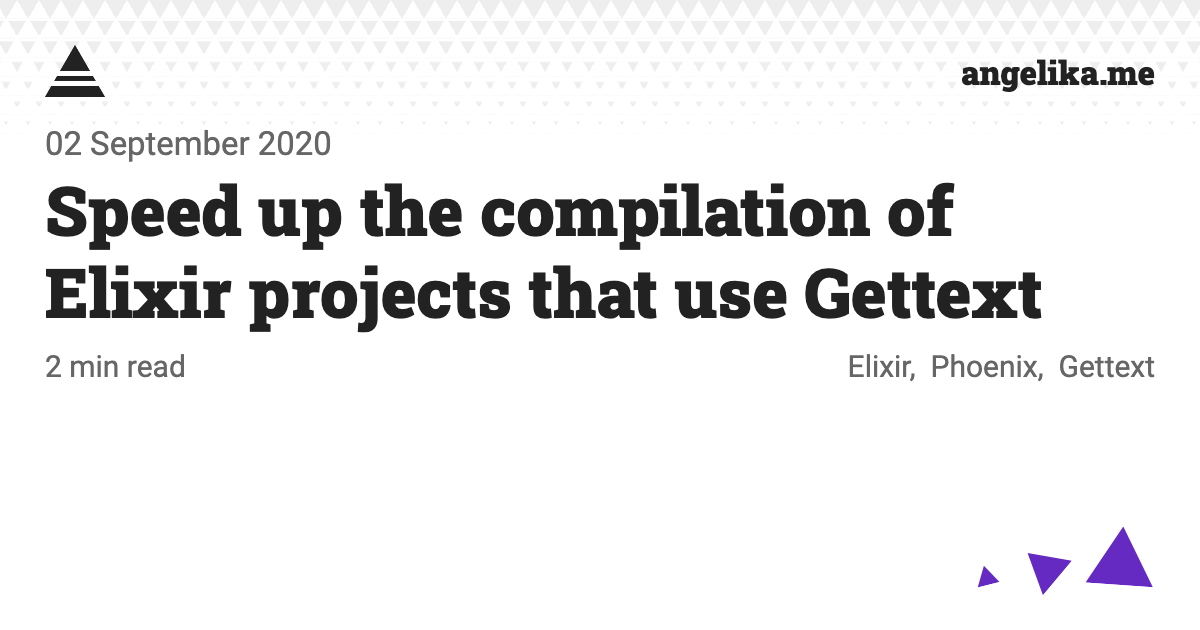 angelika.me
02 September 2020
Speed up the compilation of
Elixir projects that use Gettext
2 min read
Elixir, Phoenix, Gettext